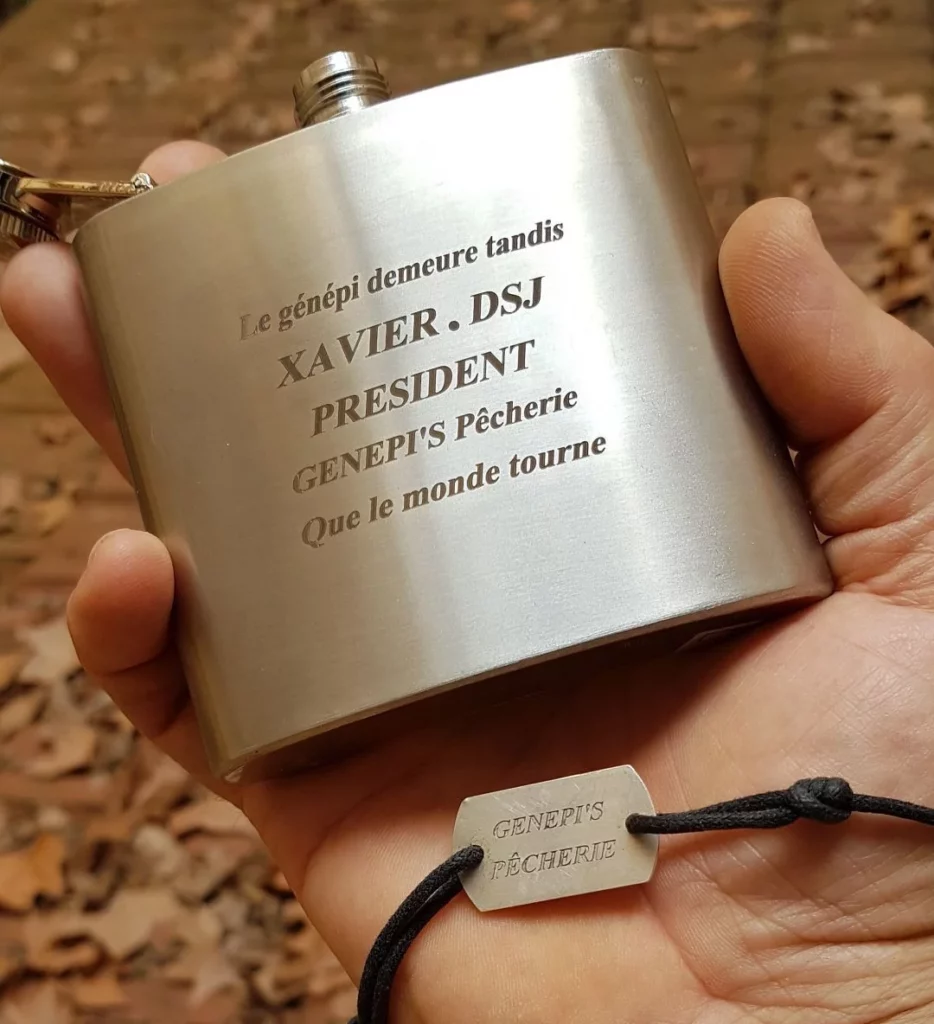 Le génépi demeure tandis
XAVIER . DSJ
PRESIDENT
GENEPI'S Pêcherie
Que le monde tourne
GENEPI'S
PÊCHERIE